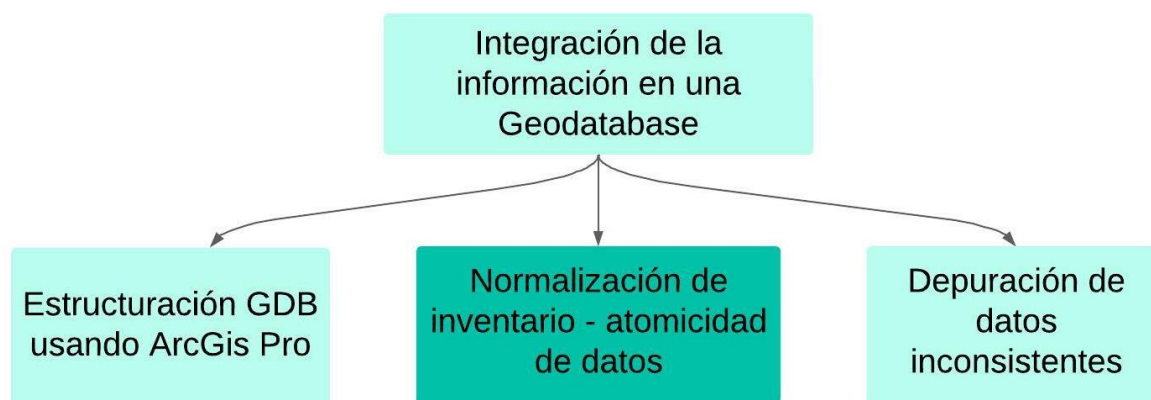 Integración de la
información en una
Geodatabase
Estructuración GDB
usando ArcGis Pro
Normalización de
inventario - atomicidad
de datos
Depuración de
datos
inconsistentes